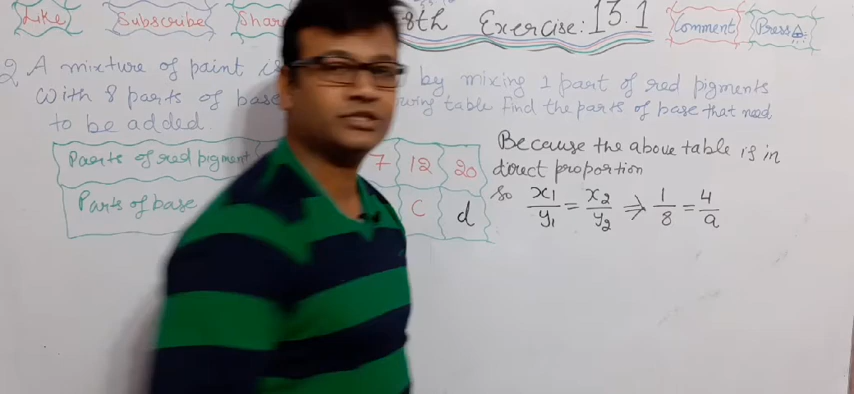 Like Subscribe Share 8th Exercise: 13.1 Comment Press
2 A mixture of paint is by mixing 1 part of red pigments
with 8 parts of base table find the parts of base that need
to be added.
Parts of red pigment 7 12 20
Parts of base C d
Because the above table is in
direct proportion
So x1/y1 = x2/y2 ⇒ 1/8 = 4/a